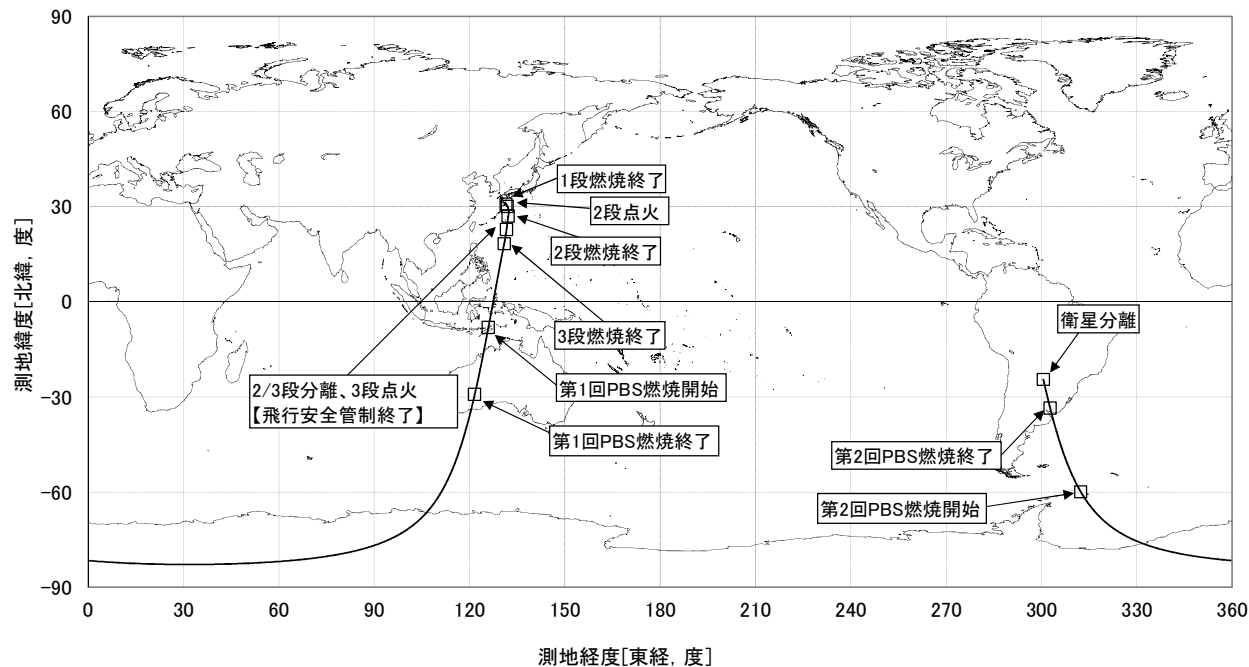 90
60
30
0
-30
-60
-90
測地緯度[北緯, 度]
1段燃焼終了
2段点火
2段燃焼終了
3段燃焼終了
2/3段分離、3段点火
【飛行安全管制終了】
第1回PBS燃焼開始
第1回PBS燃焼終了
衛星分離
第2回PBS燃焼終了
第2回PBS燃焼開始
0 30 60 90 120 150 180 210 240 270 300 330 360
測地経度[東経, 度]